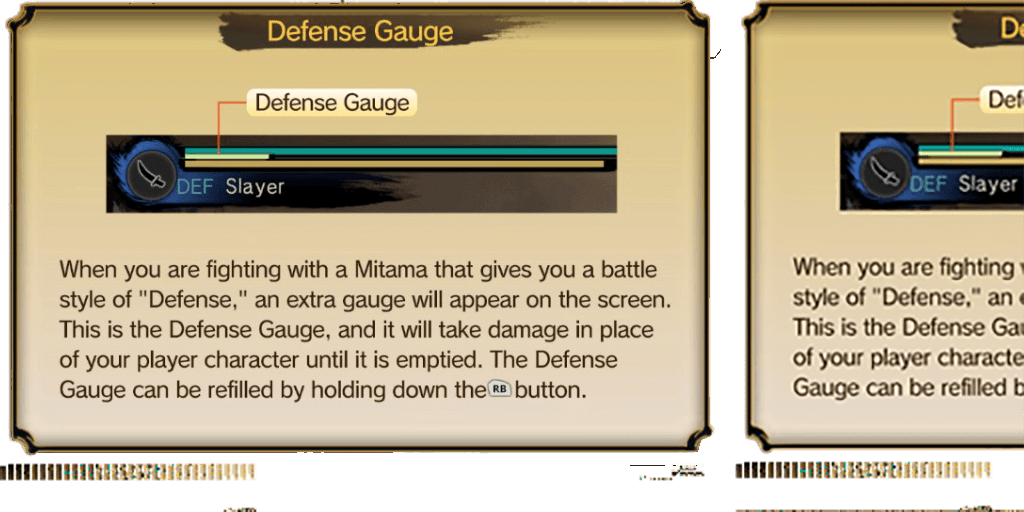 Defense Gauge
Defense Gauge
DEF Slayer
When you are fighting with a Mitama that gives you a battle
style of "Defense," an extra gauge will appear on the screen.
This is the Defense Gauge, and it will take damage in place
of your player character until it is emptied. The Defense
Gauge can be refilled by holding down the RB button.
De
Defe
DEF Slayer
When you are fighting
style of "Defense," an
This is the Defense Gau
of your player characte
Gauge can be refilled b